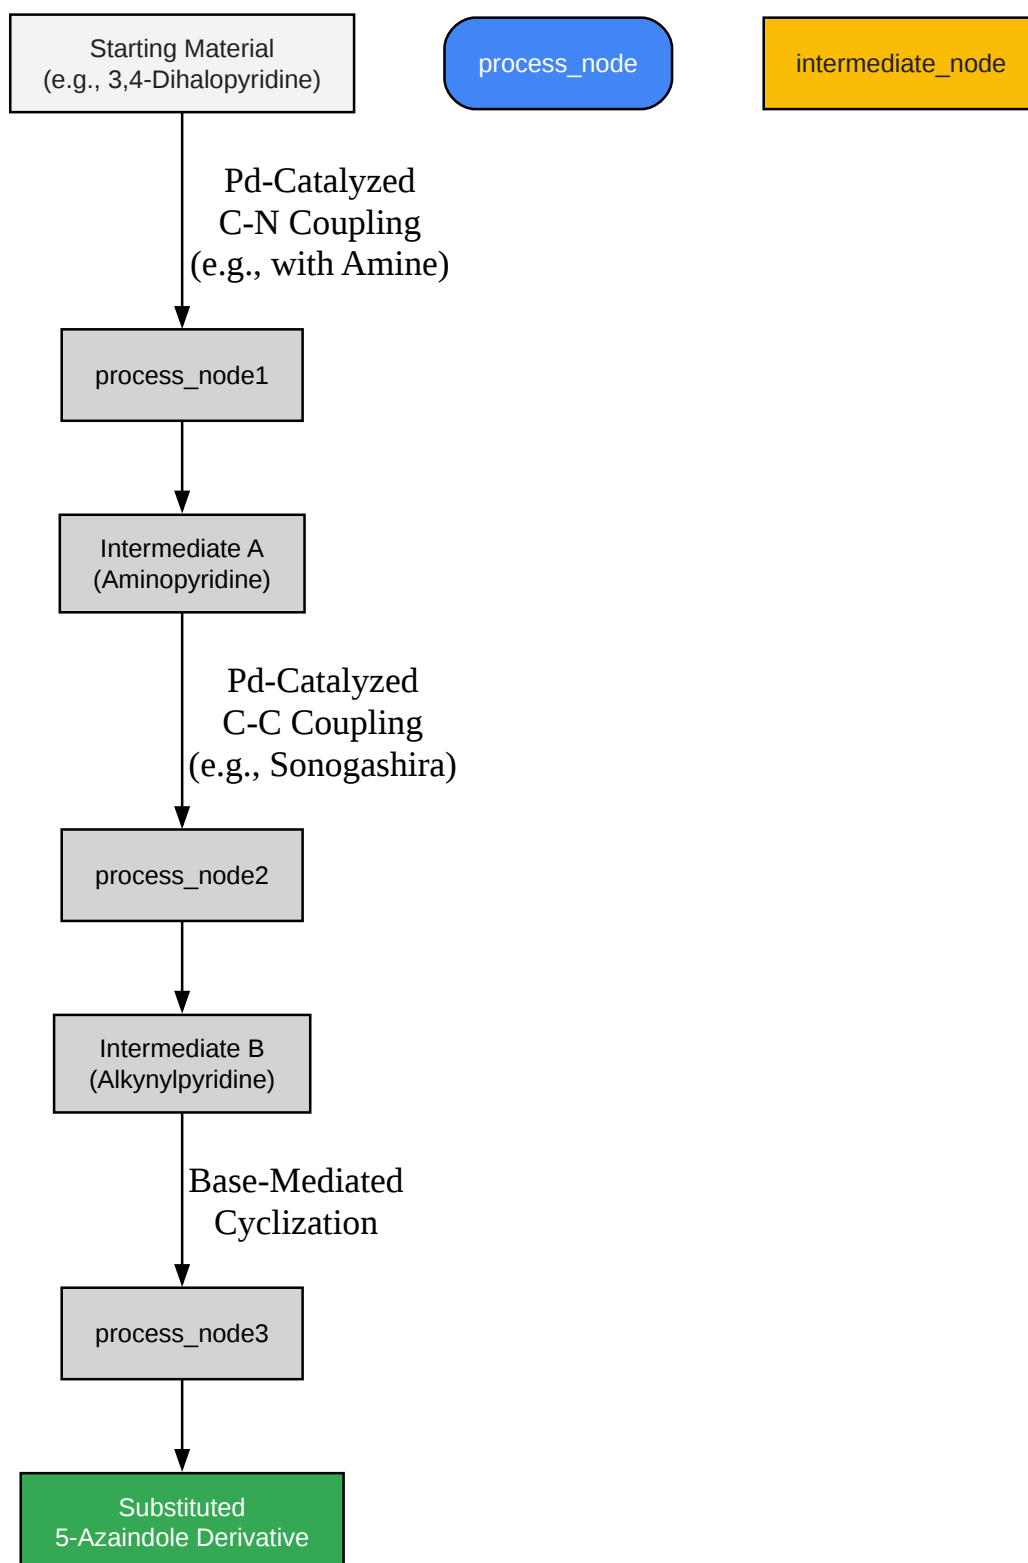 Starting Material
(e.g., 3,4-Dihalopyridine)
process_node
intermediate_node
Pd-Catalyzed
C-N Coupling
(e.g., with Amine)
process_node1
Intermediate A
(Aminopyridine)
Pd-Catalyzed
C-C Coupling
(e.g., Sonogashira)
process_node2
Intermediate B
(Alkynylpyridine)
Base-Mediated
Cyclization
process_node3
Substituted
5-Azaindole Derivative